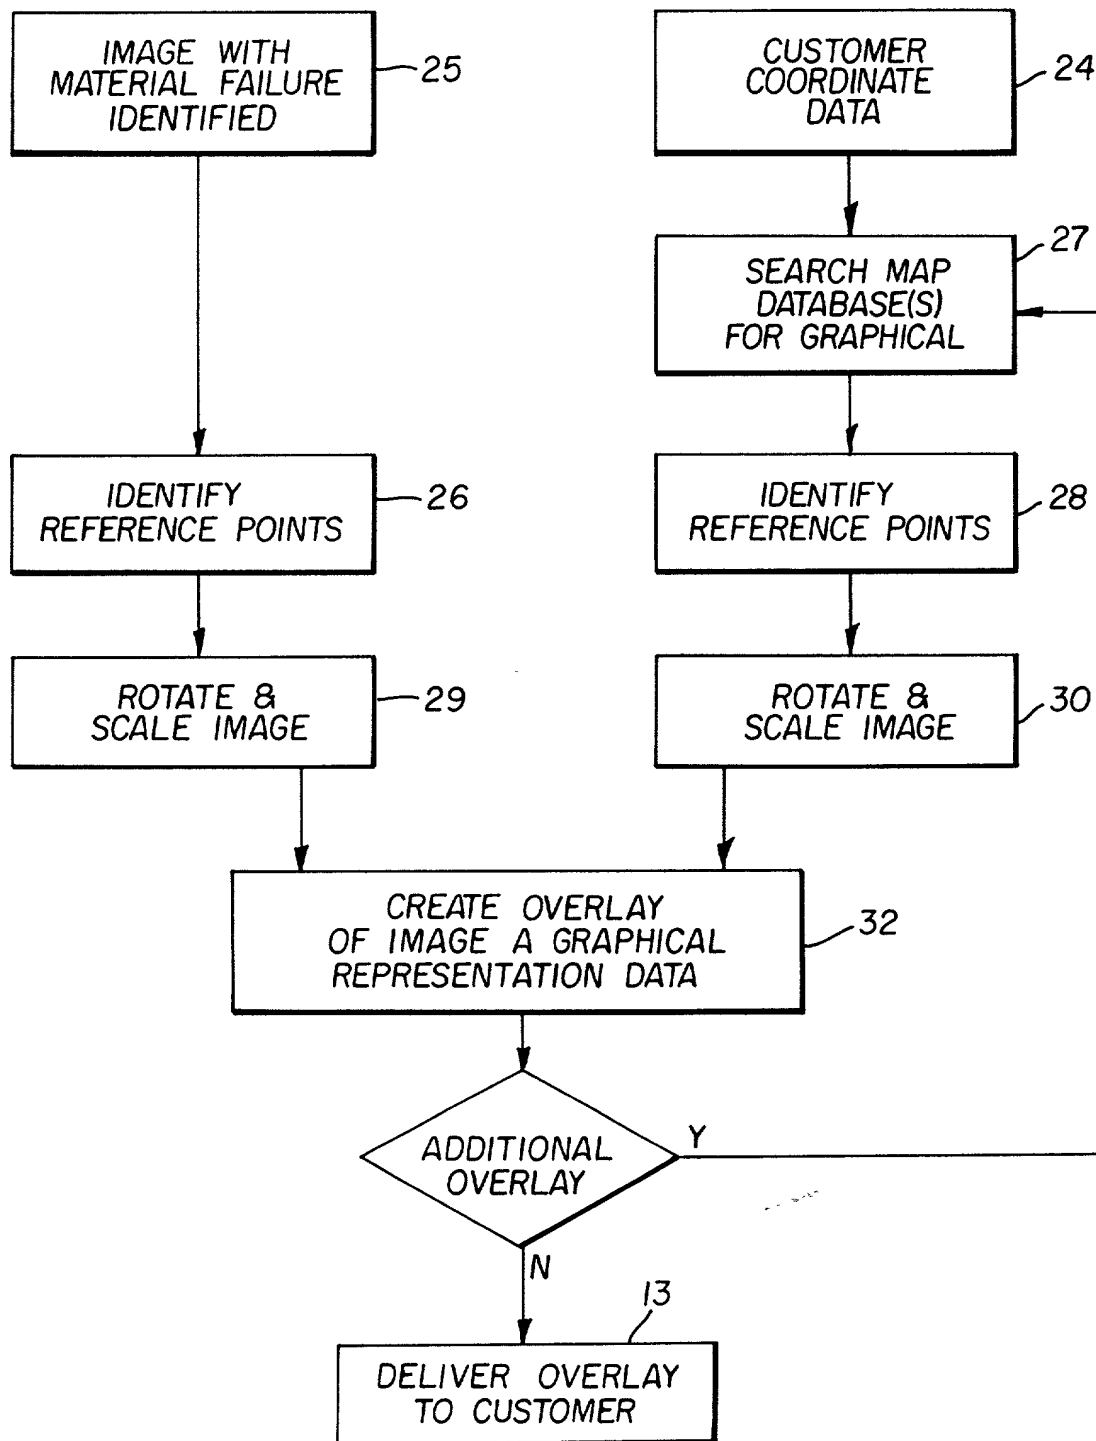 IMAGE WITH
MATERIAL FAILURE
IDENTIFIED
25
CUSTOMER
COORDINATE
DATA
24
SEARCH MAP
DATABASE(S)
FOR GRAPHICAL
27
IDENTIFY
REFERENCE POINTS
26
IDENTIFY
REFERENCE POINTS
28
ROTATE &
SCALE IMAGE
29
ROTATE &
SCALE IMAGE
30
CREATE OVERLAY
OF IMAGE A GRAPHICAL
REPRESENTATION DATA
32
ADDITIONAL
OVERLAY
Y
N
13
DELIVER OVERLAY
TO CUSTOMER